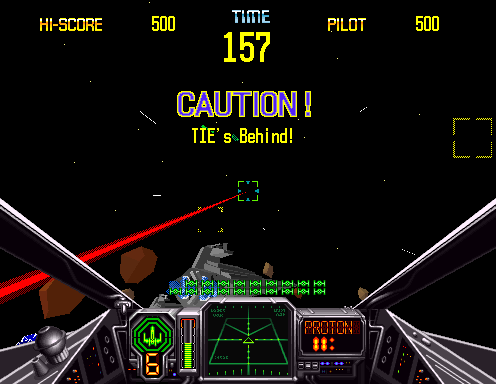 HI-SCORE 500 TIME PILOT 500
157
CAUTION!
TIE's Behind!
PROTON
6